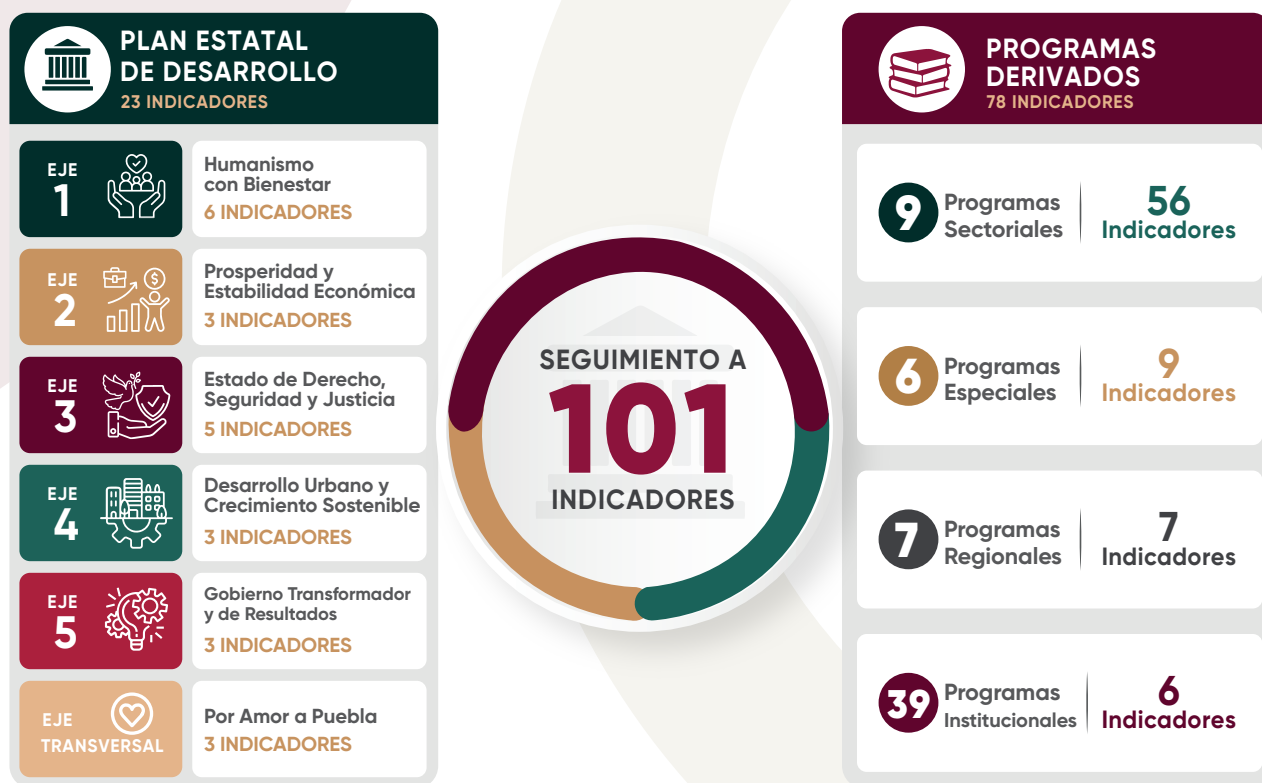 PLAN ESTATAL
DE DESARROLLO
23 INDICADORES
EJE
1
Humanismo
con Bienestar
6 INDICADORES
EJE
2
Prosperidad y
Estabilidad Económica
3 INDICADORES
EJE
3
Estado de Derecho,
Seguridad y Justicia
5 INDICADORES
EJE
4
Desarrollo Urbano y
Crecimiento Sostenible
3 INDICADORES
EJE
5
Gobierno Transformador
y de Resultados
3 INDICADORES
EJE
TRANSVERSAL
Por Amor a Puebla
3 INDICADORES
SEGUIMIENTO A
101
INDICADORES
PROGRAMAS
DERIVADOS
78 INDICADORES
9
Programas
Sectoriales
56
Indicadores
6
Programas
Especiales
9
Indicadores
7
Programas
Regionales
7
Indicadores
39
Programas
Institucionales
6
Indicadores